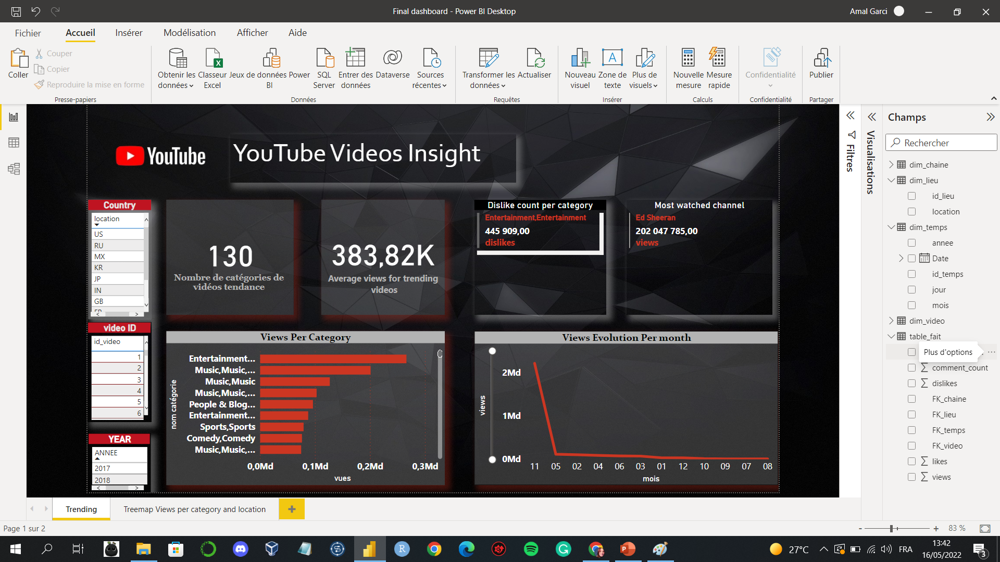 Final dashboard - Power BI Desktop
Amal Garci
Fichier
Accueil
Insérer
Modélisation
Afficher
Aide
Coller
Couper
Copier
Reproduire la mise en forme
Presse-papiers
Obtenir les
données
Classeur
Excel
Jeux de données Power
BI
SQL
Server
Entrer des
données
Dataverse
Sources
récentes
Données
Transformer les
données
Actualiser
Requêtes
Nouveau
visuel
Zone de
texte
Plus de
visuels
Insérer
Nouvelle
mesure
Mesure
rapide
Calculs
Confidentialité
Confidentialité
Publier
Partager
YouTube
YouTube Videos Insight
Country
location
US
RU
MX
KR
JP
IN
GB
130
Nombre de catégories de
vidéos tendance
383,82K
Average views for trending
videos
Dislike count per category
Entertainment,Entertainment
445 909,00
dislikes
Most watched channel
Ed Sheeran
202 047 785,00
views
video ID
id_video
1
2
3
4
5
6
YEAR
ANNEE
2017
2018
Views Per Category
nom catégorie
Entertainment...
Music,Music,...
Music,Music
Music,Music,...
People & Blog...
Entertainment...
Sports,Sports
Comedy,Comedy
Music,Music,...
0,0Md 0,1Md 0,2Md 0,3Md
vues
Views Evolution Per month
views
2Md
1Md
0Md
11 05 02 04 06 03 01 12 10 09 07 08
mois
Filtres
Visualisations
Champs
Rechercher
dim_chaine
dim_lieu
id_lieu
location
dim_temps
annee
Date
id_temps
jour
mois
dim_video
table_fait
Plus d'options
comment_count
dislikes
FK_chaine
FK_lieu
FK_temps
FK_video
likes
views
Trending
Treemap Views per category and location
Page 1 sur 2
83 %
27°C
FRA
13:42
16/05/2022
3